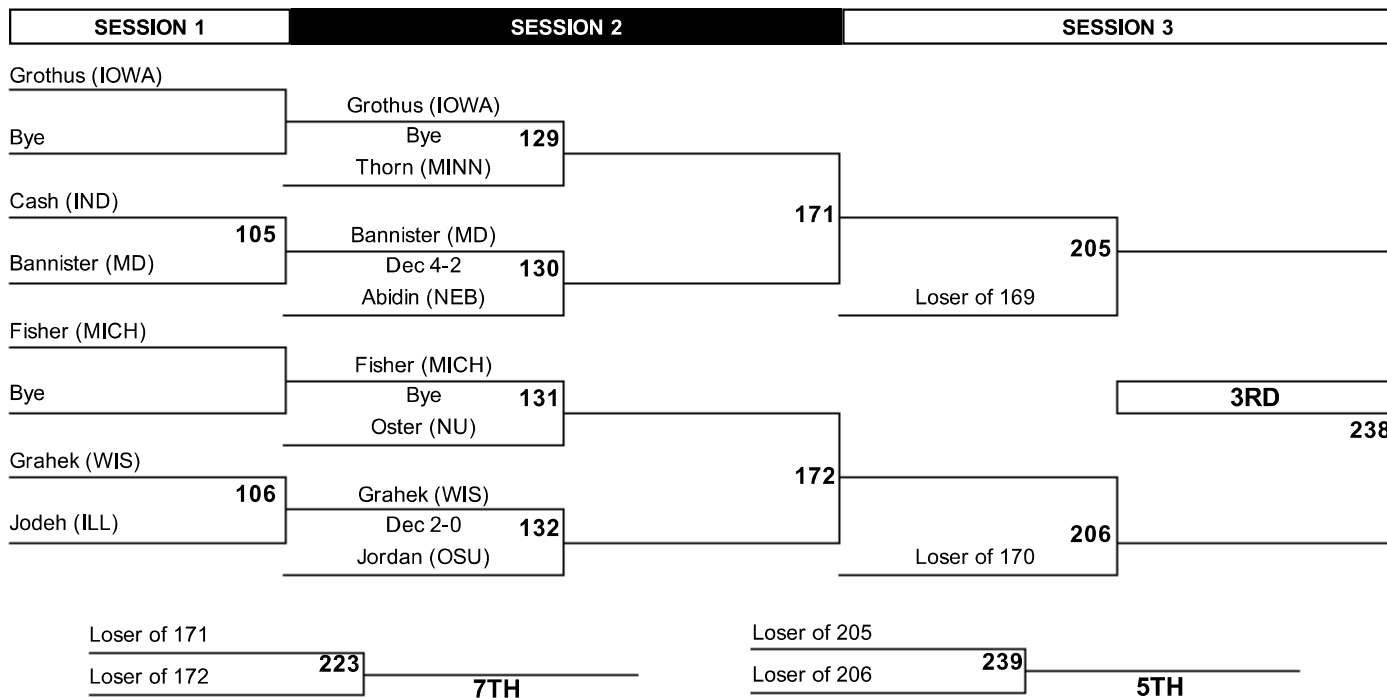 SESSION 1 SESSION 2 SESSION 3
Grothus (IOWA)
Grothus (IOWA)
Bye Bye 129
Thorn (MINN)
Cash (IND)
171
105 Bannister (MD)
205
Bannister (MD) Dec 4-2 130
Abidin (NEB) Loser of 169
Fisher (MICH)
Fisher (MICH)
Bye Bye 131 3RD
Oster (NU) 238
Grahek (WIS)
172
106 Grahek (WIS)
Jodeh (ILL) Dec 2-0 132 206
Jordan (OSU) Loser of 170
Loser of 171 Loser of 205
223 239
Loser of 172 7TH Loser of 206 5TH